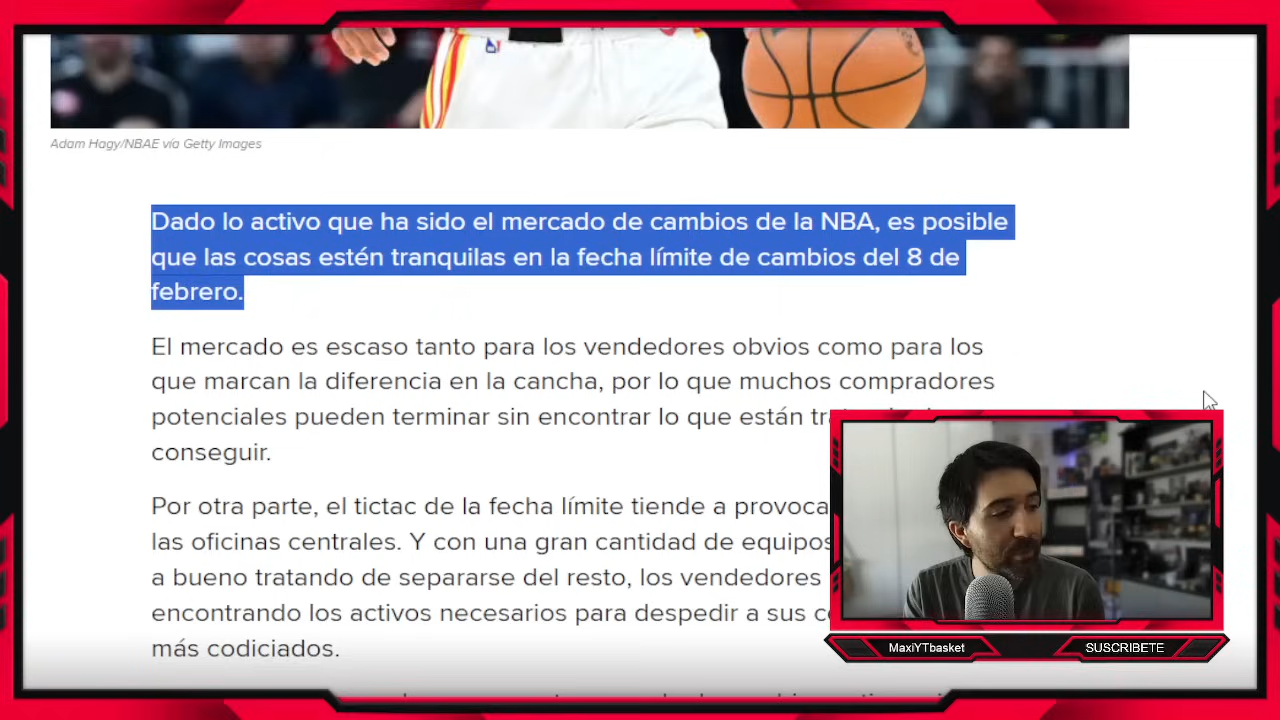 Adam Hagy/NBAE vía Getty Images
Dado lo activo que ha sido el mercado de cambios de la NBA, es posible
que las cosas estén tranquilas en la fecha límite de cambios del 8 de
febrero.
El mercado es escaso tanto para los vendedores obvios como para los
que marcan la diferencia en la cancha, por lo que muchos compradores
potenciales pueden terminar sin encontrar lo que están
conseguir.
Por otra parte, el tictac de la fecha límite tiende a
las oficinas centrales. Y con una gran cantidad de equipos
a bueno tratando de separarse del resto, los vendedores
encontrando los activos necesarios para despedir a sus
más codiciados.
MaxiYTbasket
SUSCRIBETE